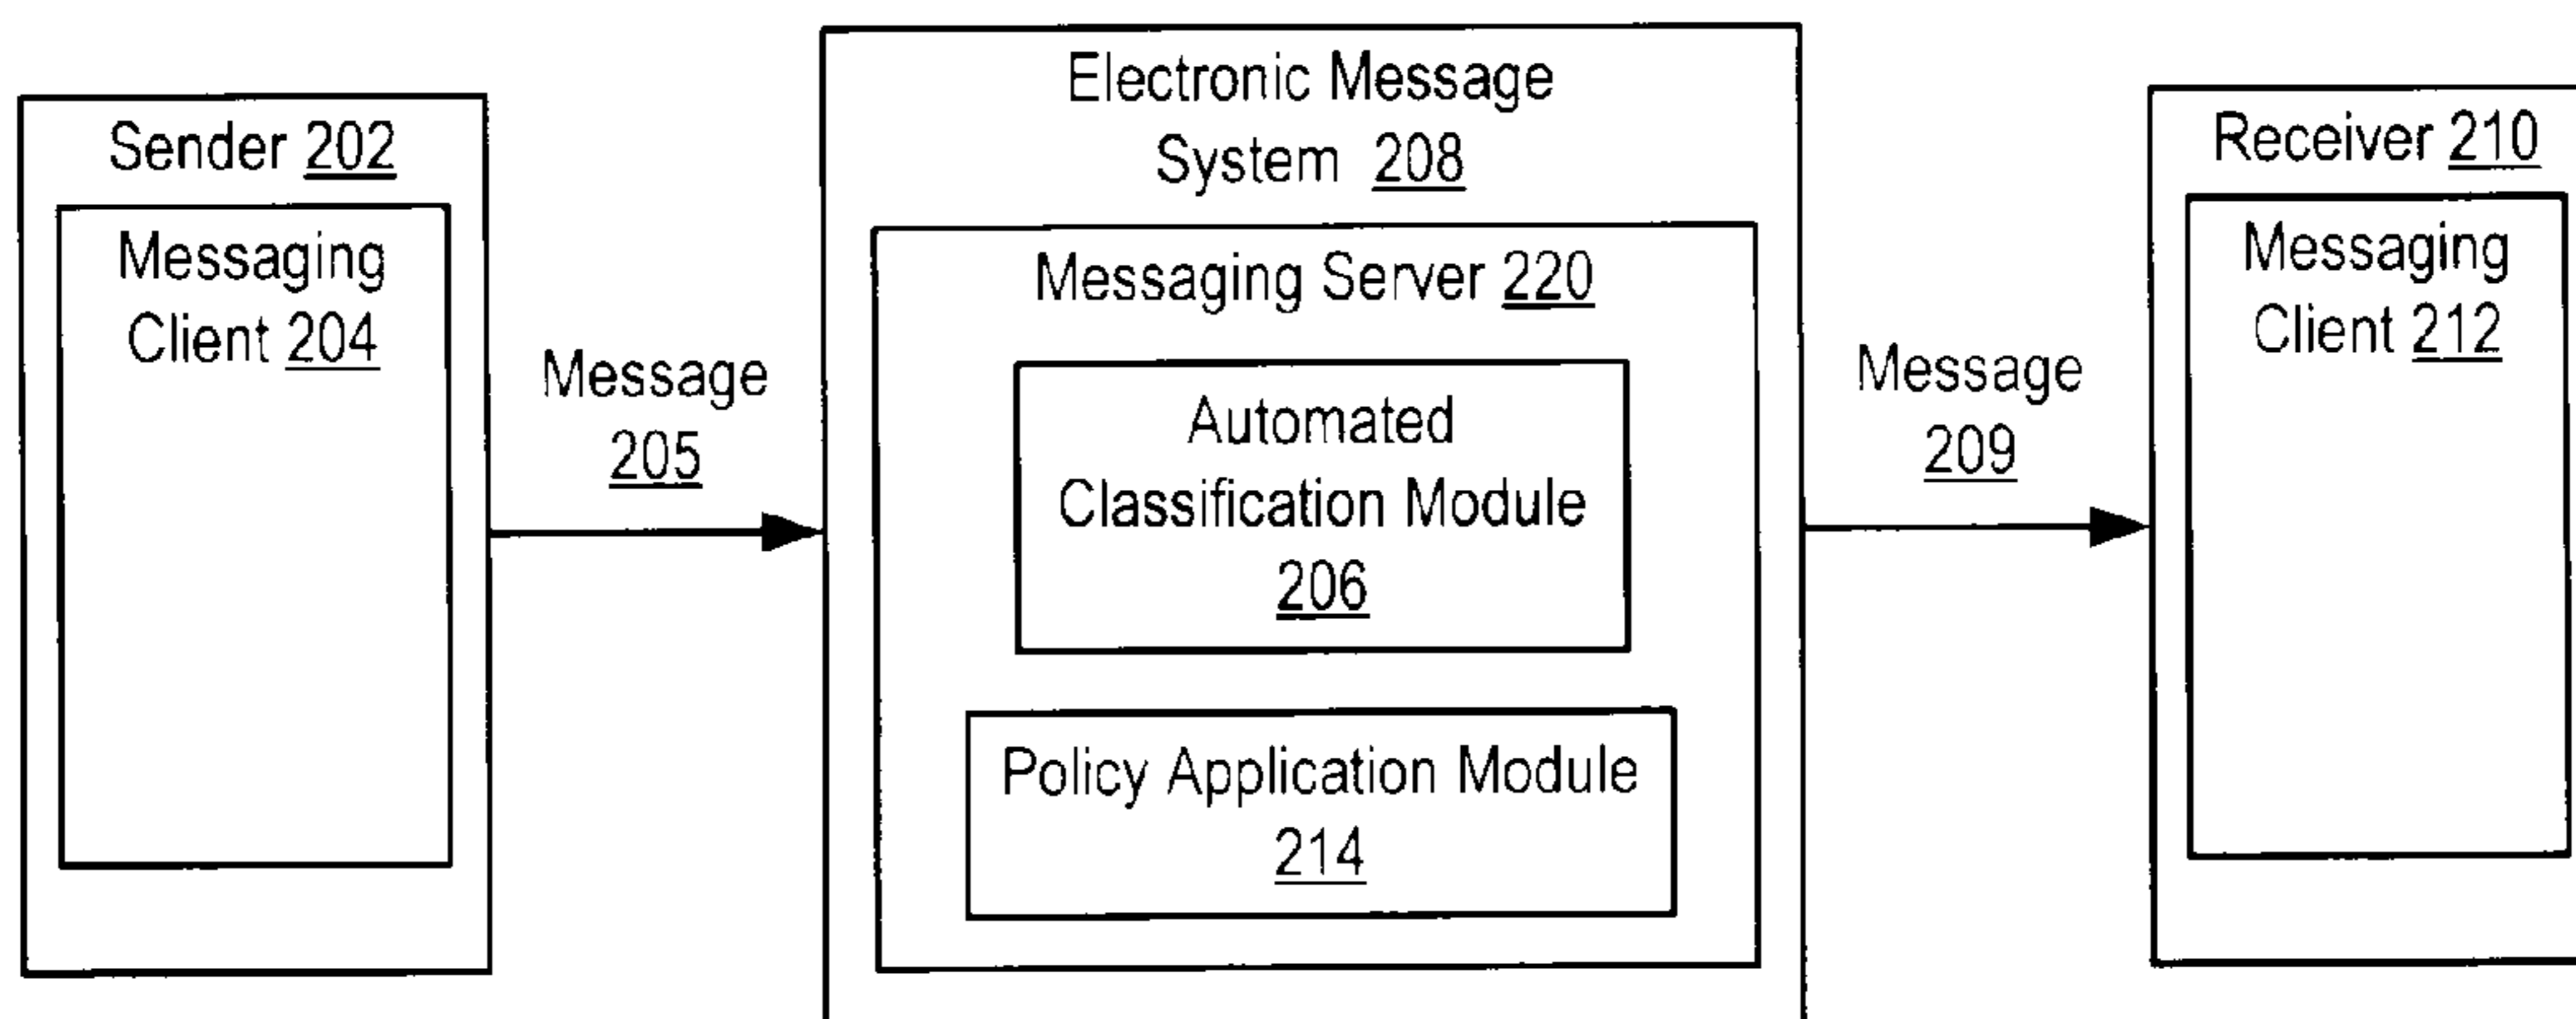 Sender 202
Messaging
Client 204
Message
205
Electronic Message
System 208
Messaging Server 220
Automated
Classification Module
206
Policy Application Module
214
Message
209
Receiver 210
Messaging
Client 212